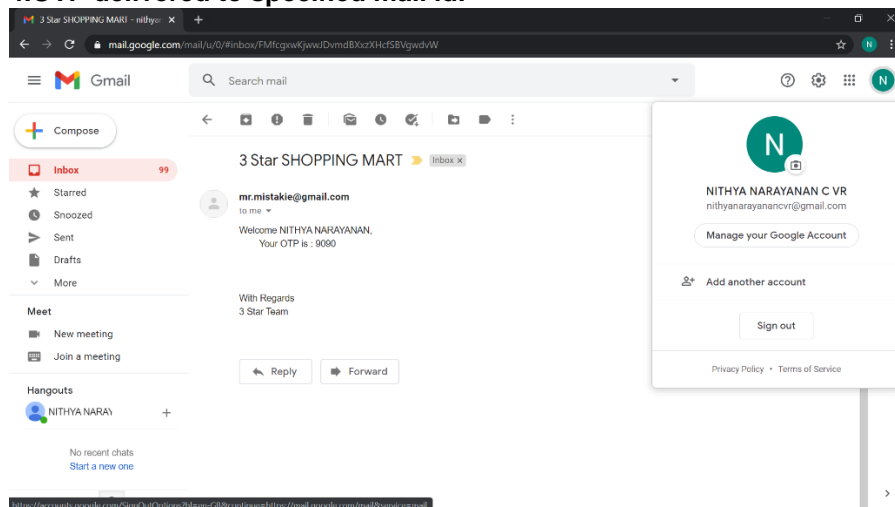 3 Star SHOPPING MART - nithya
mail.google.com/mail/u/0/#inbox/FMfcgxwKjwwJDvmdBXxzXHcfSBVgwdvW
N
Gmail
Search mail
N
Compose
Inbox 99
Starred
Snoozed
Sent
Drafts
More
Meet
New meeting
Join a meeting
Hangouts
NITHYA NARAY
No recent chats
Start a new one
3 Star SHOPPING MART
Inbox x
mr.mistakie@gmail.com
to me
Welcome NITHYA NARAYANAN,
Your OTP is : 9090
With Regards
3 Star Team
Reply
Forward
N
NITHYA NARAYANAN C VR
nithyanarayanancvr@gmail.com
Manage your Google Account
Add another account
Sign out
Privacy Policy • Terms of Service